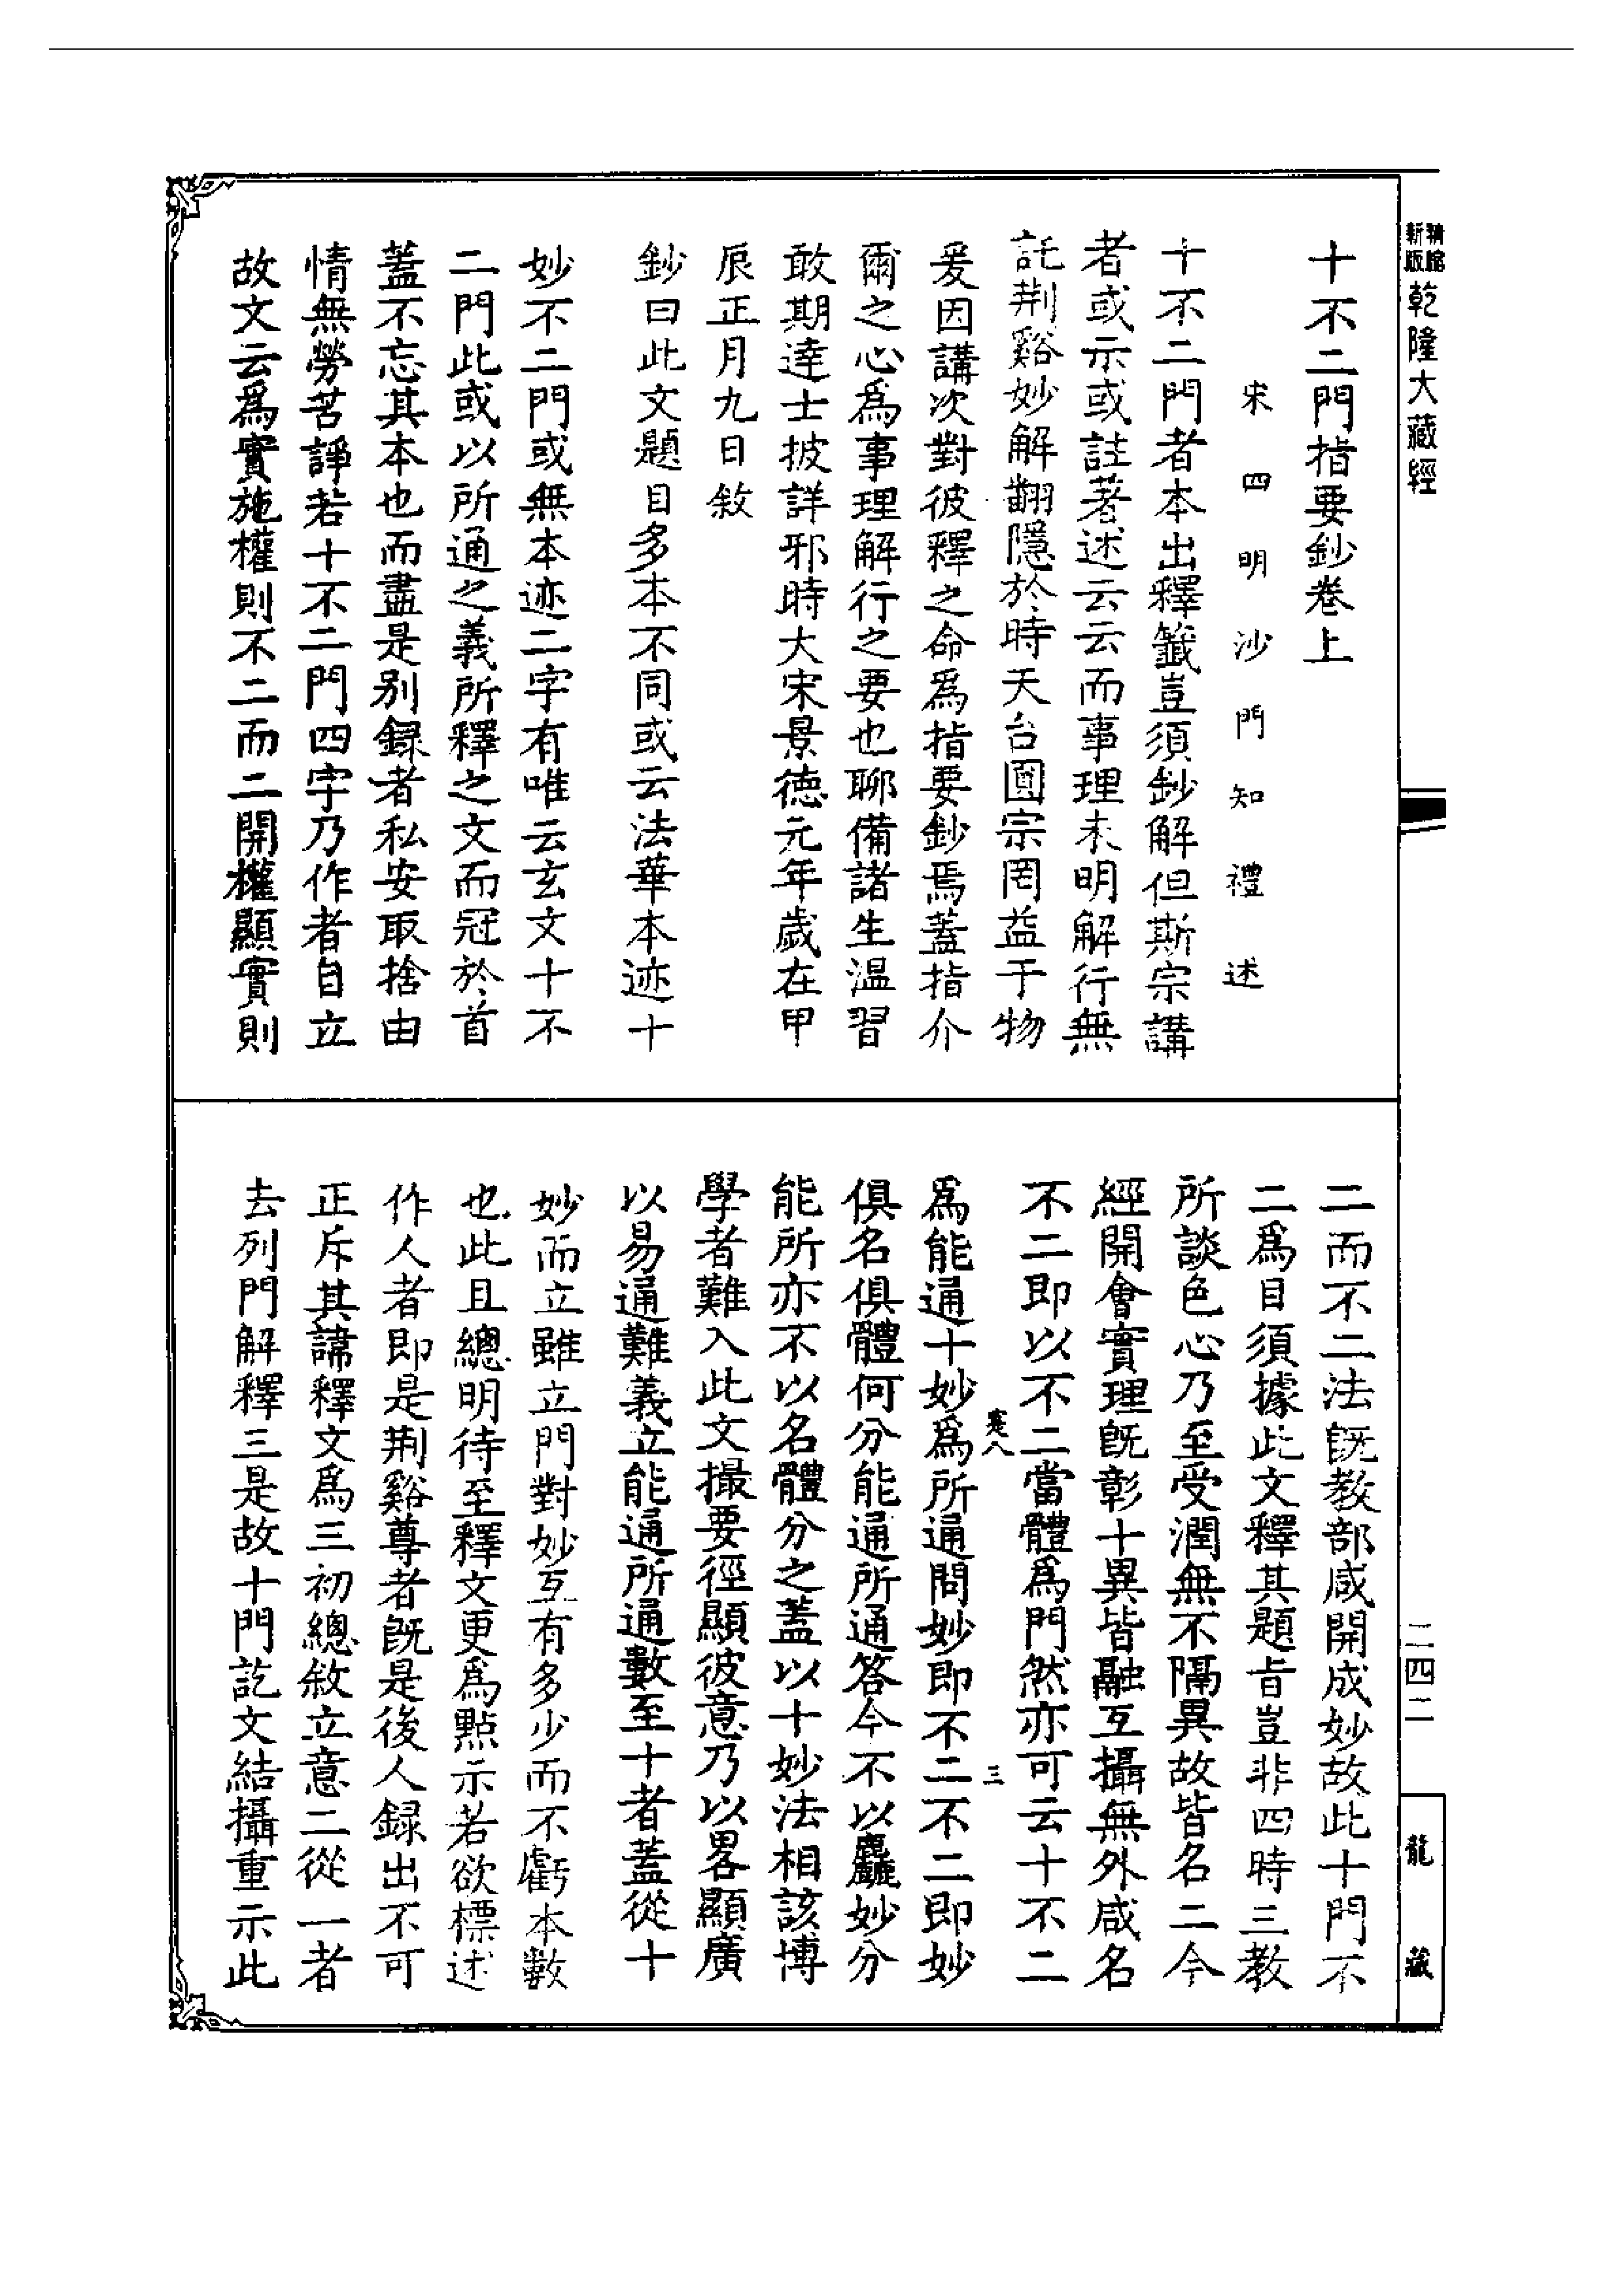 新版
精縮
乾隆大藏經
十不二門指要鈔卷上
宋四明沙門知禮述
十不二門者本出釋籤豈須鈔解但斯宗講
者或示或註著述云云而事理未明解行無
託荆谿妙解翻隱於時天台圓宗罔益于物
爰因講次對彼釋之命爲指要鈔焉蓋指介
爾之心爲事理解行之要也聊備諸生温習
敢期達士披詳邪時大宋景德元年歲在甲
辰正月九日敘
鈔曰此文題目多本不同或云法華本迹十
妙不二門或無本迹二字有唯云玄文十不
二門此或以所通之義所釋之文而冠於首
蓋不忘其本也而盡是别録者私安取捨由
情無勞苦諍若十不二門四字乃作者自立
故文云爲實施權則不二而二開權顯實則
二而不二法旣教部咸開成妙故此十門不
二爲目須據此文釋其題旨豈非四時三教
所談色心乃至受潤無不隔異故皆名二今
經開會實理旣彰十異皆融互攝無外咸名
不二即以不二當體爲門然亦可云十不二
寔八
三
爲能通十妙爲所通問妙即不二不二即妙
俱名俱體何分能通所通答今不以麤妙分
能所亦不以名體分之蓋以十妙法相該博
學者難入此文撮要徑顯彼意乃以畧顯廣
以易通難義立能通所通數至十者蓋從十
妙而立雖立門對妙互有多少而不虧本數
也此且總明待至釋文更爲點示若欲標述
作人者即是荆谿尊者旣是後人録出不可
正斥其諱釋文爲三初總敘立意二從一者
去列門解釋三是故十門訖文結攝重示此
二四二
龍藏